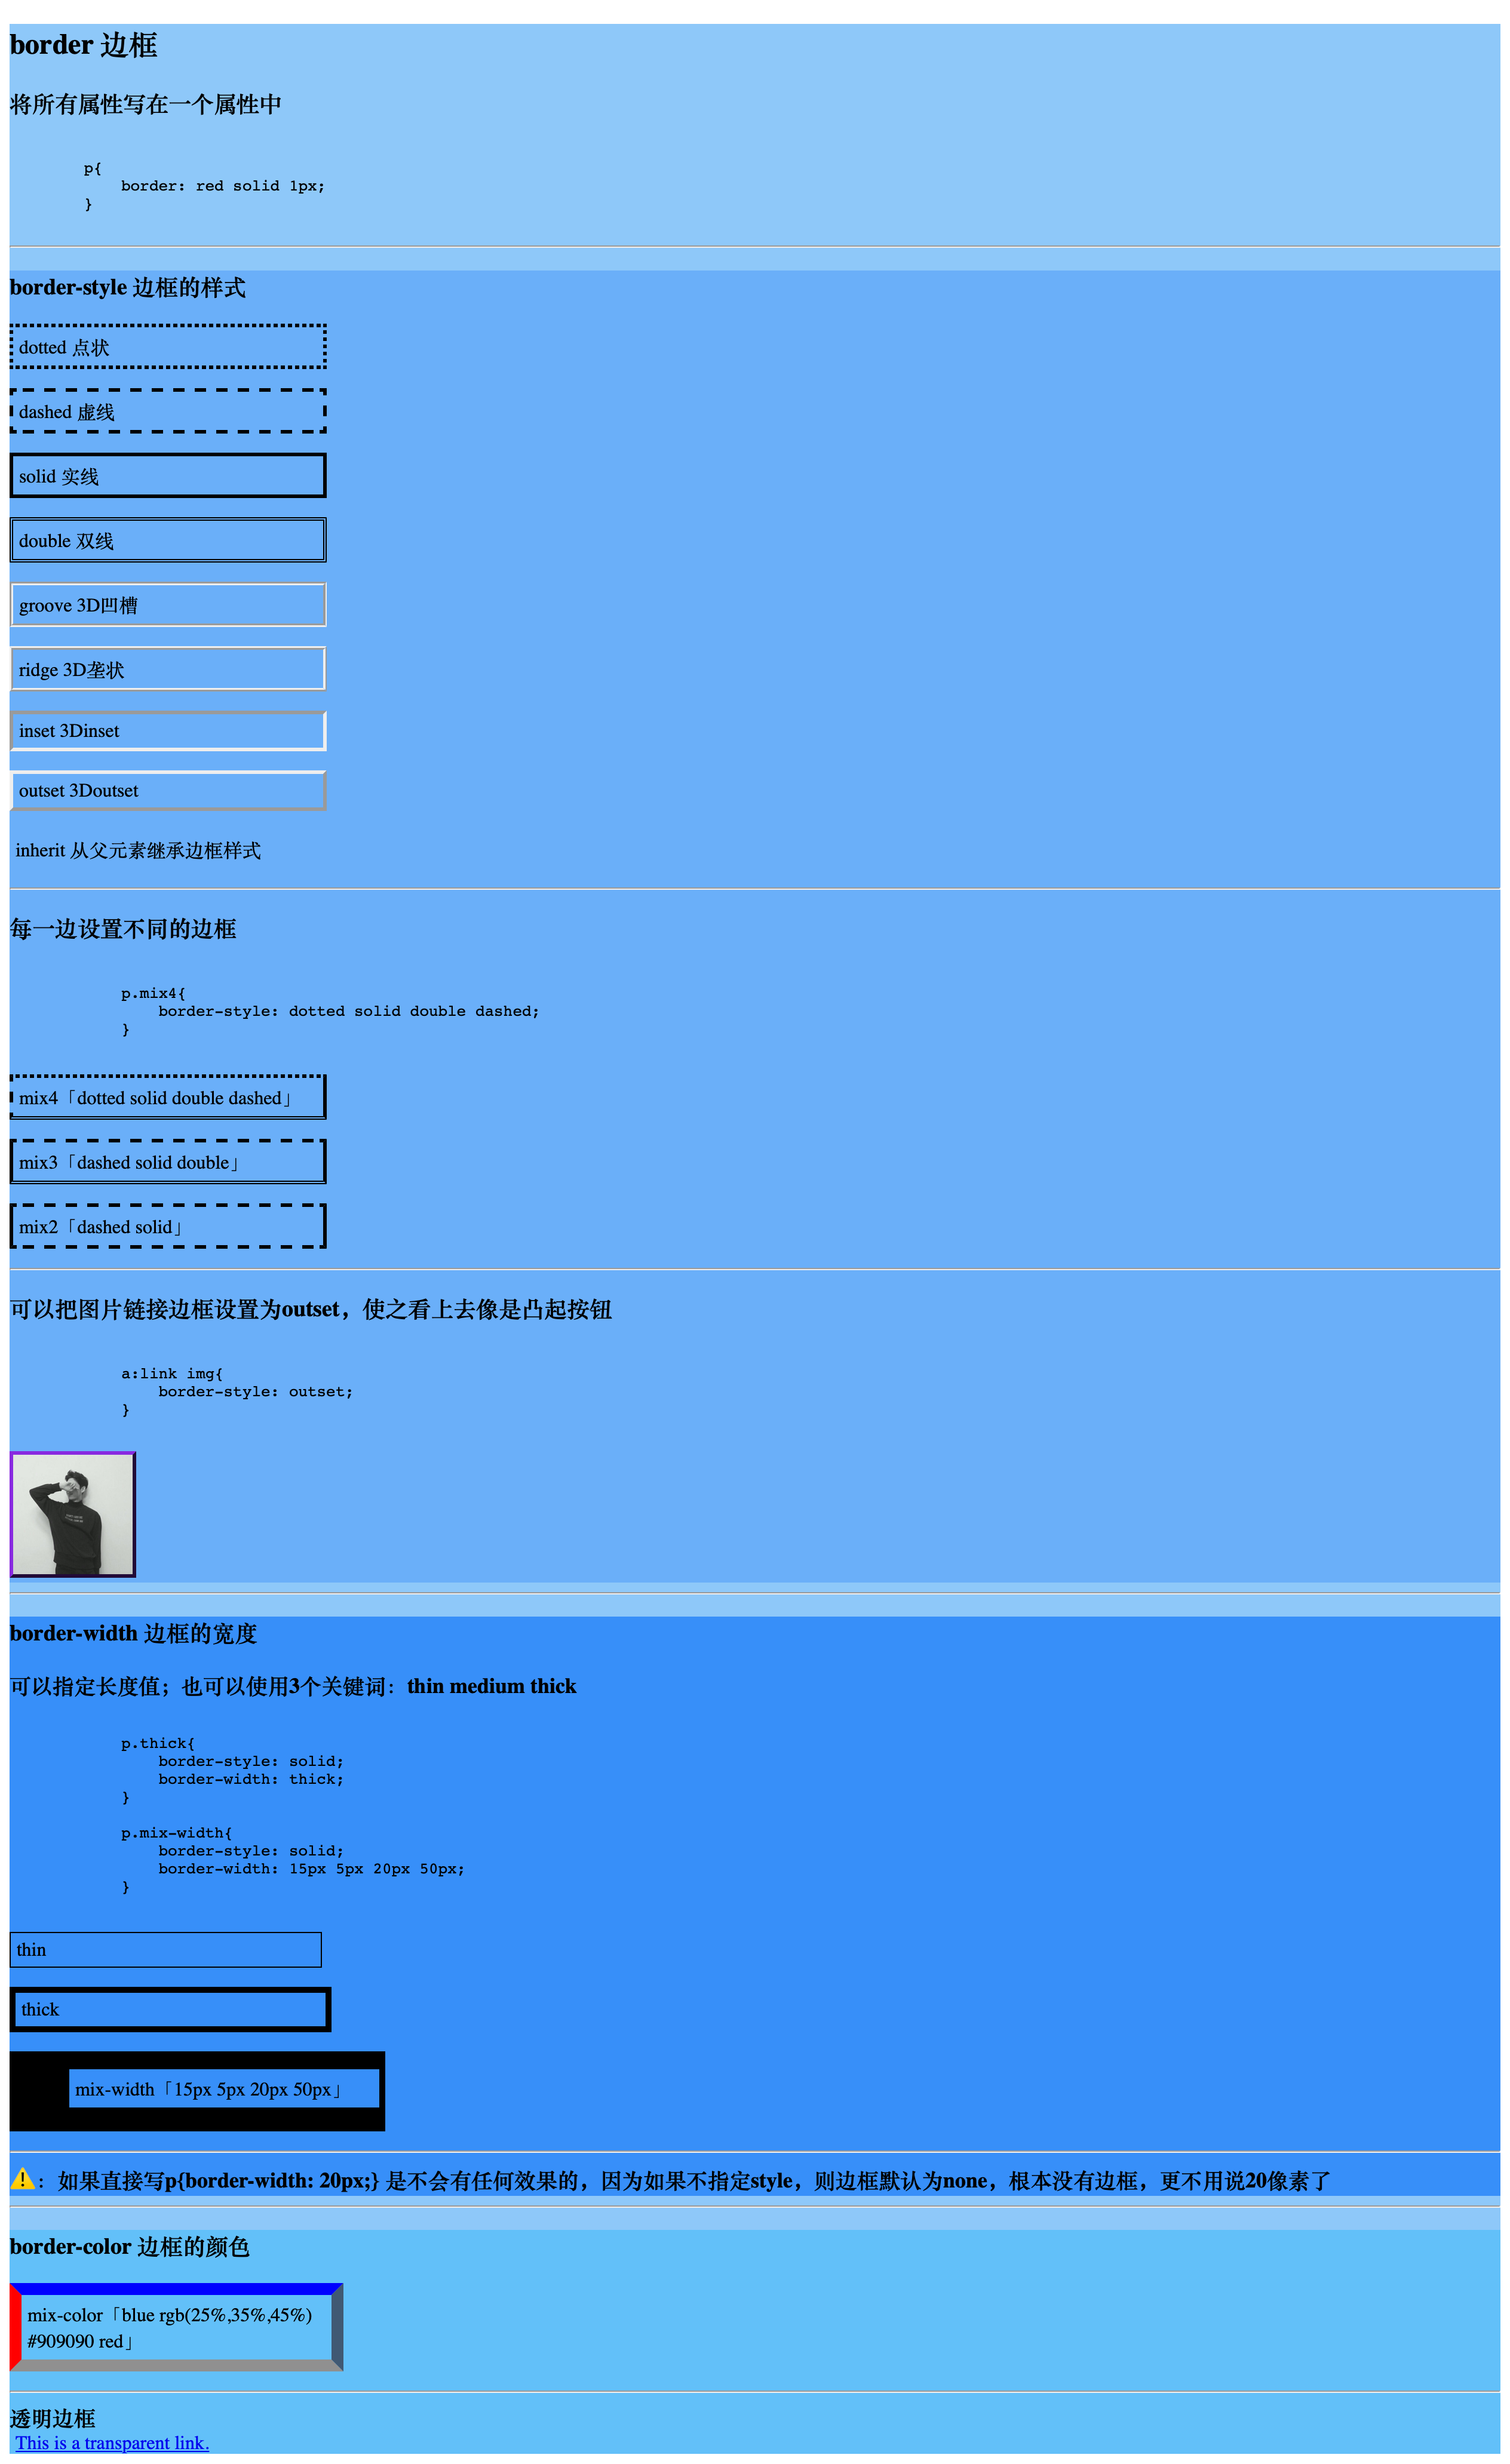 border 边框
将所有属性写在一个属性中
p{
border: red solid 1px;
}
border-style 边框的样式
dotted 点状
dashed 虚线
solid 实线
double 双线
groove 3D凹槽
ridge 3D垄状
inset 3Dinset
outset 3Doutset
inherit 从父元素继承边框样式
每一边设置不同的边框
p.mix4{
border-style: dotted solid double dashed;
}
mix4「dotted solid double dashed」
mix3「dashed solid double」
mix2「dashed solid」
可以把图片链接边框设置为outset，使之看上去像是凸起按钮
a:link img{
border-style: outset;
}
border-width 边框的宽度
可以指定长度值；也可以使用3个关键词：thin medium thick
p.thick{
border-style: solid;
border-width: thick;
}
p.mix-width{
border-style: solid;
border-width: 15px 5px 20px 50px;
}
thin
thick
mix-width「15px 5px 20px 50px」
⚠️：如果直接写p{border-width: 20px;} 是不会有任何效果的，因为如果不指定style，则边框默认为none，根本没有边框，更不用说20像素了
border-color 边框的颜色
mix-color「blue rgb(25%,35%,45%)
#909090 red」
透明边框
This is a transparent link.